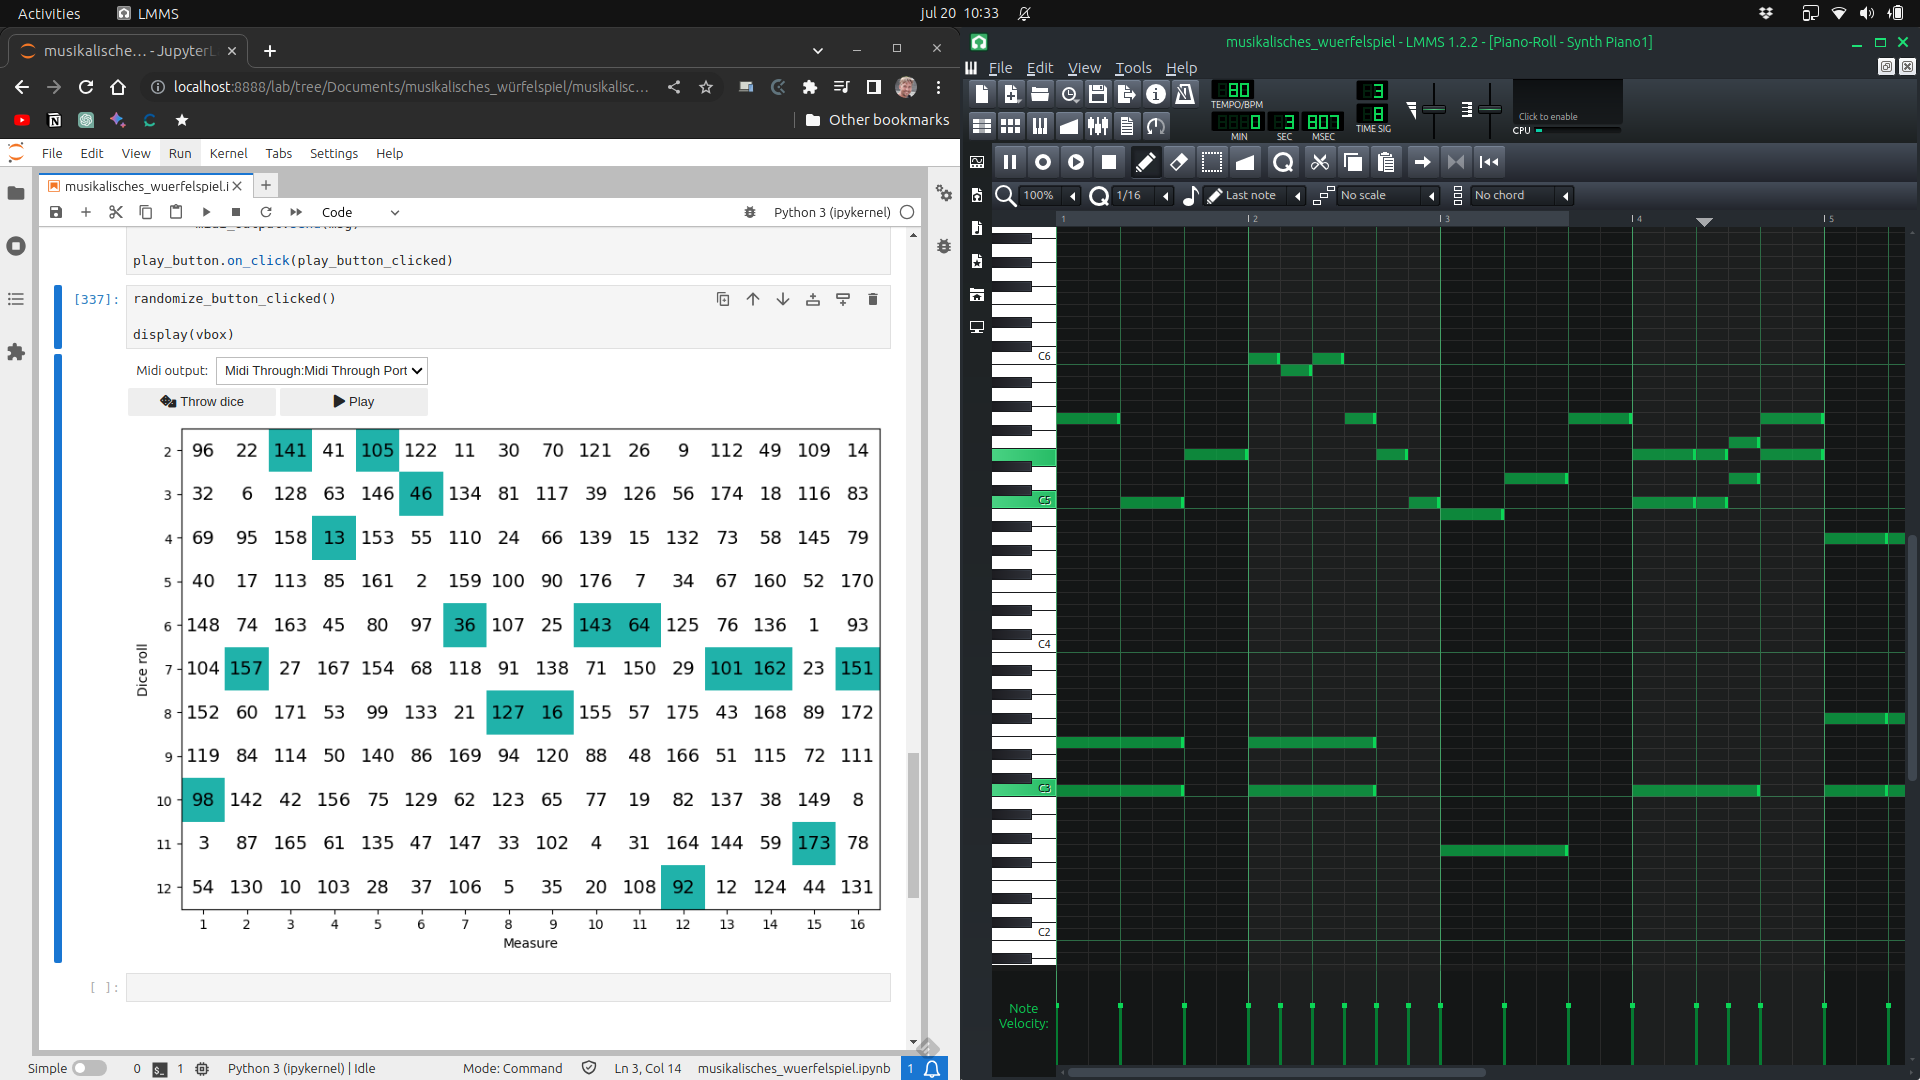 Activities
LMMS
jul 20 10:33
musikalische… - JupyterL
localhost:8888/lab/tree/Documents/musikalisches_würfelspiel/musikalisc…
Other bookmarks
File Edit View Run Kernel Tabs Settings Help
musikalisches_wuerfelspiel.i
Code
Python 3 (ipykernel)
play_button.on_click(play_button_clicked)
[337]:
randomize_button_clicked()
display(vbox)
Midi output:
Midi Through:Midi Through Port
Throw dice
Play
2 96 22 141 41 105 122 11 30 70 121 26 9 112 49 109 14
3 32 6 128 63 146 46 134 81 117 39 126 56 174 18 116 83
4 69 95 158 13 153 55 110 24 66 139 15 132 73 58 145 79
5 40 17 113 85 161 2 159 100 90 176 7 34 67 160 52 170
6 148 74 163 45 80 97 36 107 25 143 64 125 76 136 1 93
7 104 157 27 167 154 68 118 91 138 71 150 29 101 162 23 151
8 152 60 171 53 99 133 21 127 16 155 57 175 43 168 89 172
9 119 84 114 50 140 86 169 94 120 88 48 166 51 115 72 111
10 98 142 42 156 75 129 62 123 65 77 19 82 137 38 149 8
11 3 87 165 61 135 47 147 33 102 4 31 164 144 59 173 78
12 54 130 10 103 28 37 106 5 35 20 108 92 12 124 44 131
1 2 3 4 5 6 7 8 9 10 11 12 13 14 15 16
Dice roll
Measure
[ ]:
Simple
0
1
Python 3 (ipykernel) | Idle
Mode: Command
Ln 3, Col 14
musikalisches_wuerfelspiel.ipynb
1
musikalisches_wuerfelspiel - LMMS 1.2.2 - [Piano-Roll - Synth Piano1]
File Edit View Tools Help
80
TEMPO/BPM
0 3 807
MIN SEC MSEC
3
8
TIME SIG
Click to enable
CPU
100%
1/16
Last note
No scale
No chord
1 2 3 4 5
C6
C5
C4
C3
C2
Note
Velocity: